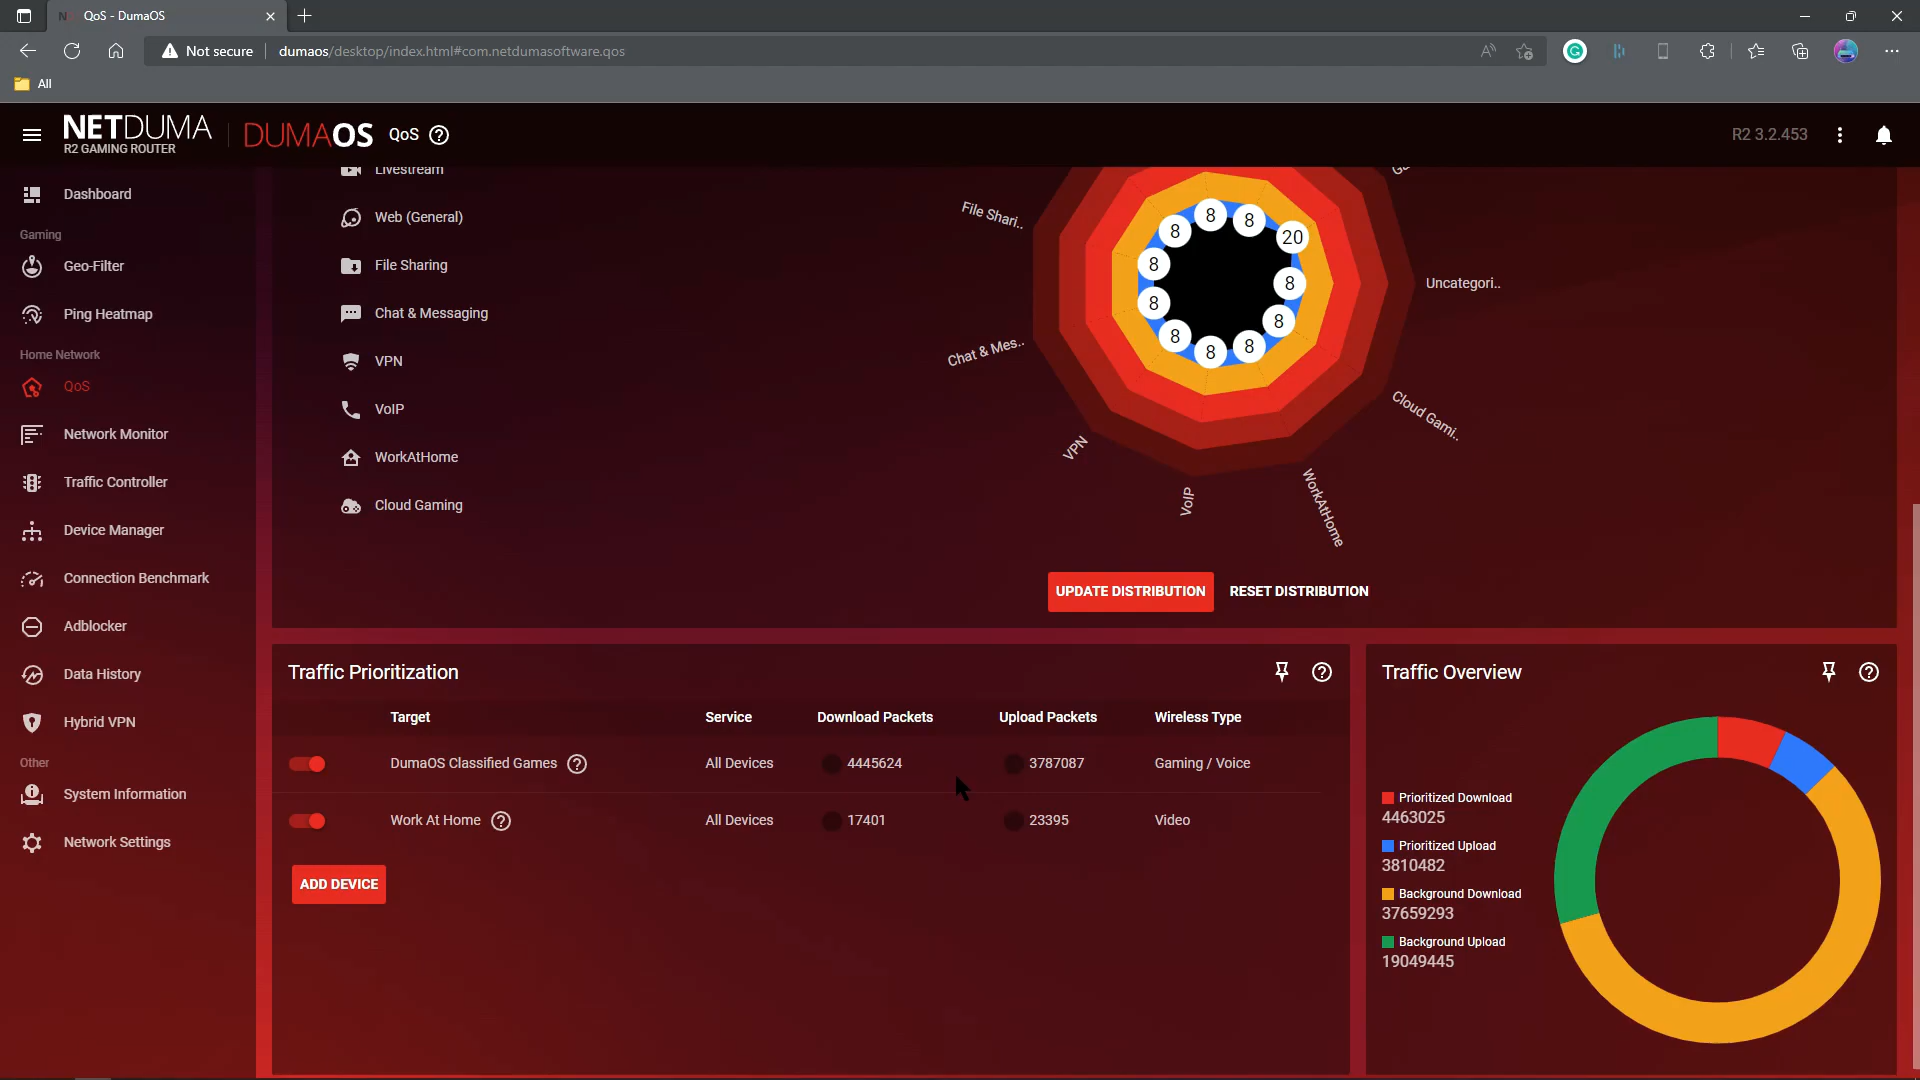 QoS - DumaOS
Not secure
dumaos/desktop/index.html#com.netdumasoftware.qos
All
NETDUMA
R2 GAMING ROUTER
DUMAOS
QoS
R2 3.2.453
Dashboard
Gaming
Geo-Filter
Ping Heatmap
Home Network
QoS
Network Monitor
Traffic Controller
Device Manager
Connection Benchmark
Adblocker
Data History
Hybrid VPN
Other
System Information
Network Settings
Livestream
Web (General)
File Sharing
Chat & Messaging
VPN
VoIP
WorkAtHome
Cloud Gaming
File Shari..
Chat & Mes..
VPN
VoIP
WorkAtHome
Cloud Gami..
Uncategori..
8
8
8
20
8
8
8
8
8
8
8
UPDATE DISTRIBUTION
RESET DISTRIBUTION
Traffic Prioritization
Target Service Download Packets Upload Packets Wireless Type
DumaOS Classified Games All Devices 4445624 3787087 Gaming / Voice
Work At Home All Devices 17401 23395 Video
ADD DEVICE
Traffic Overview
Prioritized Download
4463025
Prioritized Upload
3810482
Background Download
37659293
Background Upload
19049445